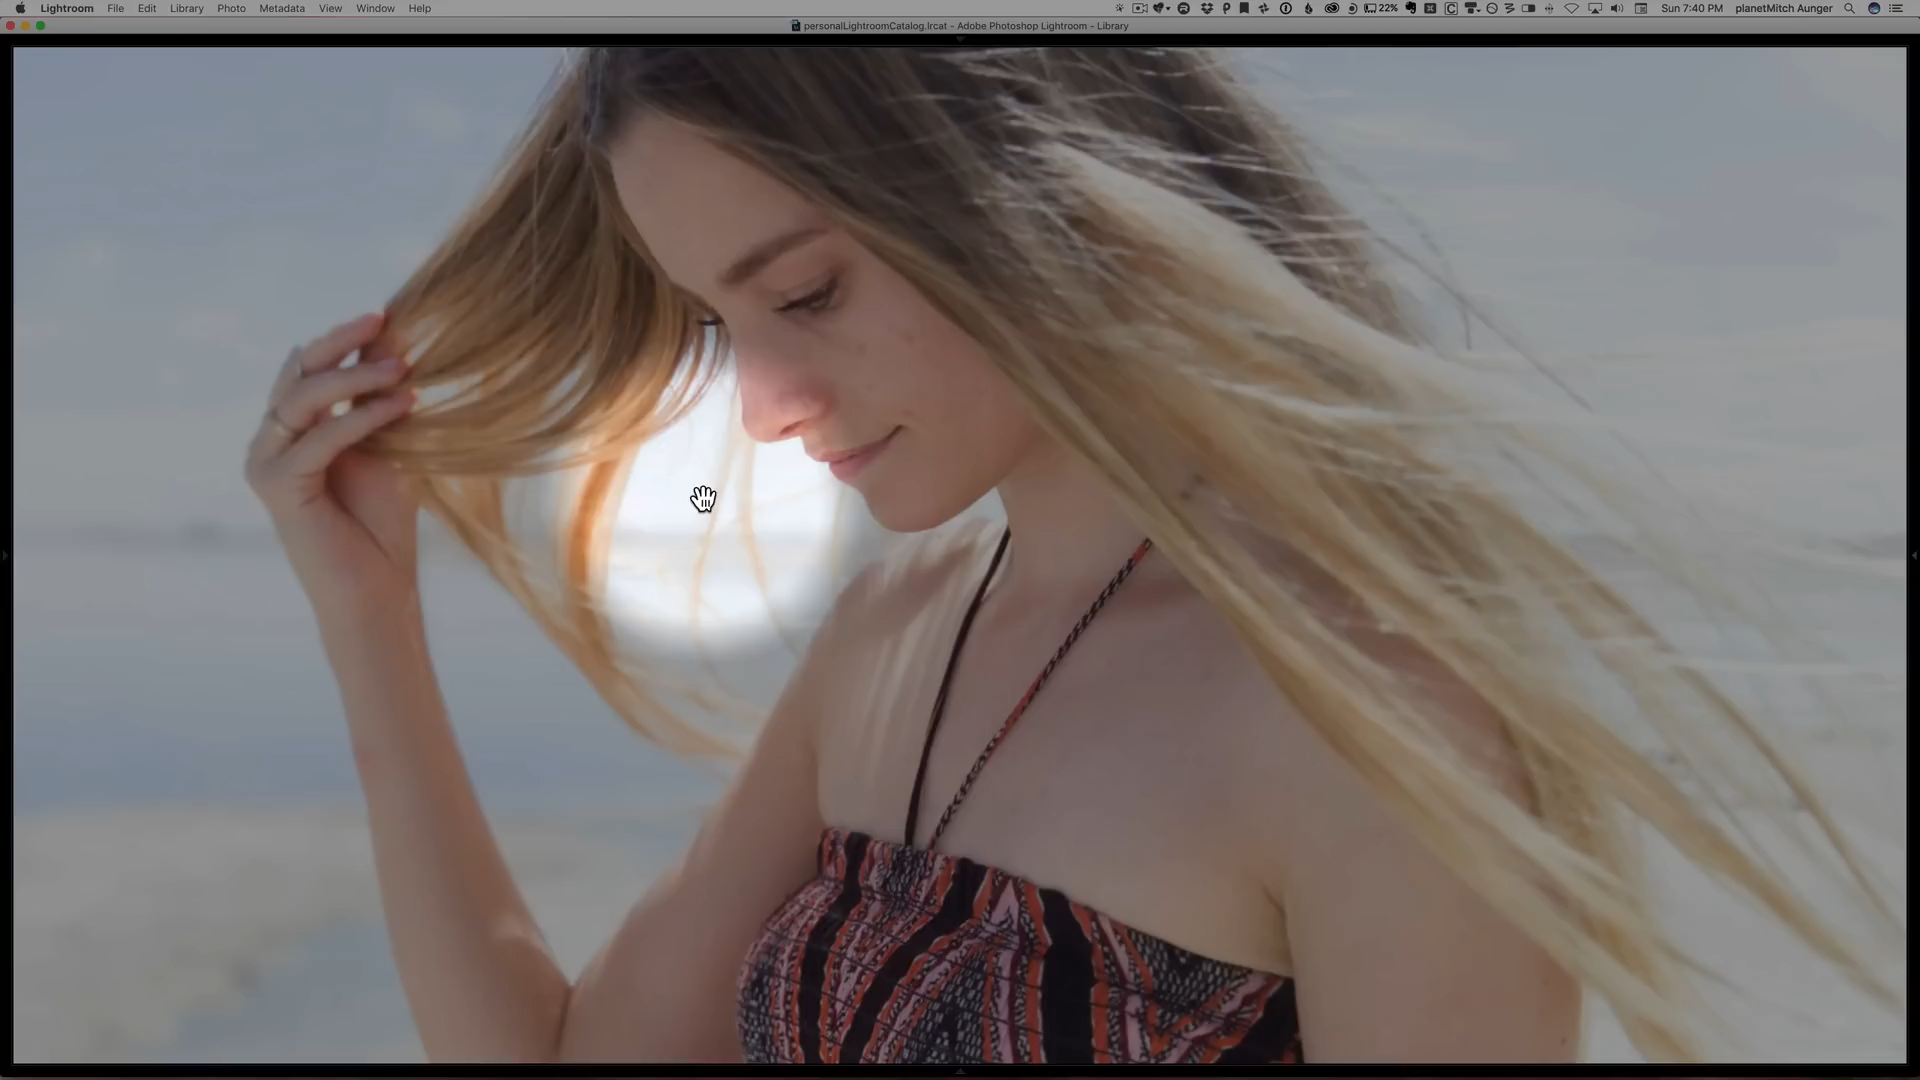 Lightroom File Edit Library Photo Metadata View Window Help 22% Sun 7:40 PM planetMitch Aunger
personalLightroomCatalog.lrcat - Adobe Photoshop Lightroom - Library